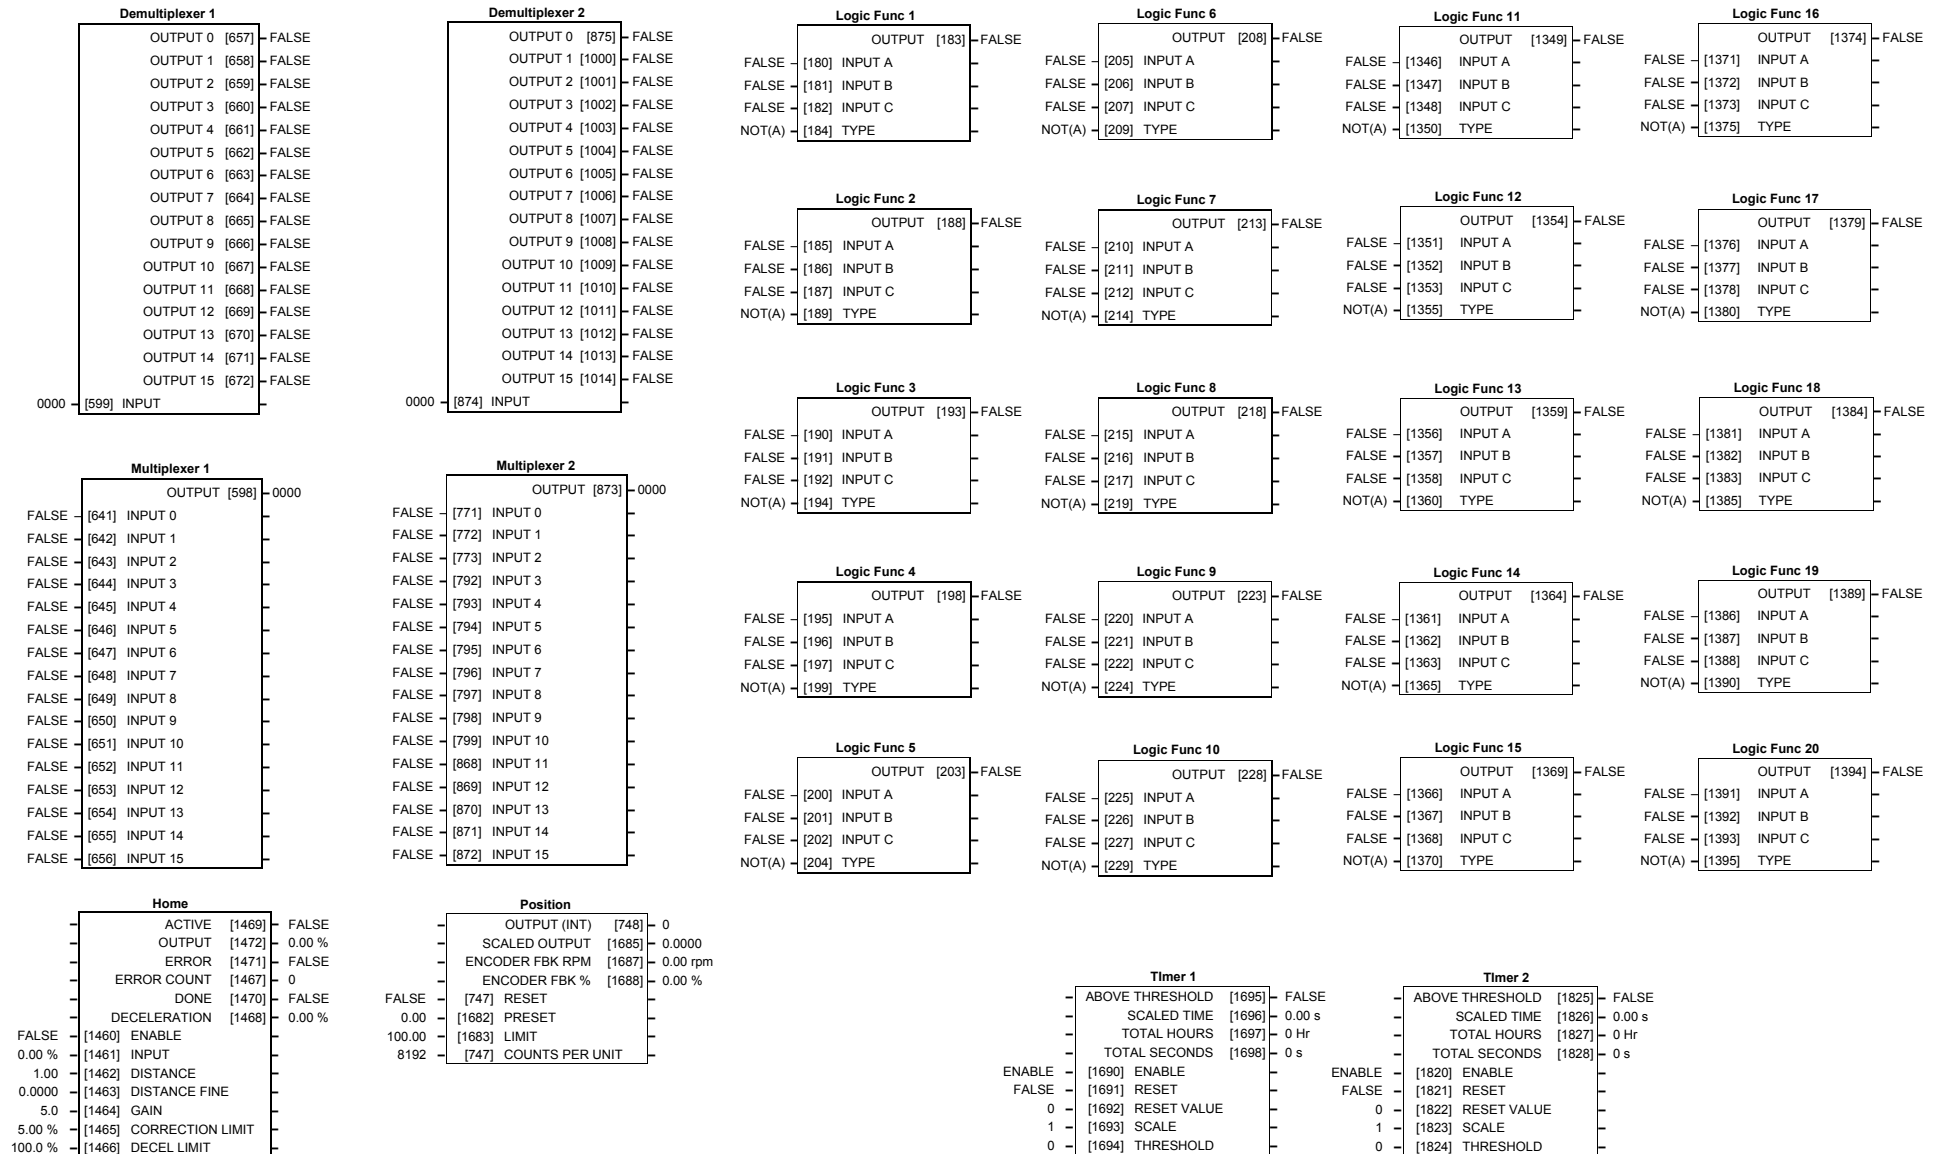 Demultiplexer 1
OUTPUT 0 [657] FALSE
OUTPUT 1 [658] FALSE
OUTPUT 2 [659] FALSE
OUTPUT 3 [660] FALSE
OUTPUT 4 [661] FALSE
OUTPUT 5 [662] FALSE
OUTPUT 6 [663] FALSE
OUTPUT 7 [664] FALSE
OUTPUT 8 [665] FALSE
OUTPUT 9 [666] FALSE
OUTPUT 10 [667] FALSE
OUTPUT 11 [668] FALSE
OUTPUT 12 [669] FALSE
OUTPUT 13 [670] FALSE
OUTPUT 14 [671] FALSE
OUTPUT 15 [672] FALSE
0000 [599] INPUT
Demultiplexer 2
OUTPUT 0 [875] FALSE
OUTPUT 1 [1000] FALSE
OUTPUT 2 [1001] FALSE
OUTPUT 3 [1002] FALSE
OUTPUT 4 [1003] FALSE
OUTPUT 5 [1004] FALSE
OUTPUT 6 [1005] FALSE
OUTPUT 7 [1006] FALSE
OUTPUT 8 [1007] FALSE
OUTPUT 9 [1008] FALSE
OUTPUT 10 [1009] FALSE
OUTPUT 11 [1010] FALSE
OUTPUT 12 [1011] FALSE
OUTPUT 13 [1012] FALSE
OUTPUT 14 [1013] FALSE
OUTPUT 15 [1014] FALSE
0000 [874] INPUT
Multiplexer 1
OUTPUT [598] 0000
FALSE [641] INPUT 0
FALSE [642] INPUT 1
FALSE [643] INPUT 2
FALSE [644] INPUT 3
FALSE [645] INPUT 4
FALSE [646] INPUT 5
FALSE [647] INPUT 6
FALSE [648] INPUT 7
FALSE [649] INPUT 8
FALSE [650] INPUT 9
FALSE [651] INPUT 10
FALSE [652] INPUT 11
FALSE [653] INPUT 12
FALSE [654] INPUT 13
FALSE [655] INPUT 14
FALSE [656] INPUT 15
Multiplexer 2
OUTPUT [873] 0000
FALSE [771] INPUT 0
FALSE [772] INPUT 1
FALSE [773] INPUT 2
FALSE [792] INPUT 3
FALSE [793] INPUT 4
FALSE [794] INPUT 5
FALSE [795] INPUT 6
FALSE [796] INPUT 7
FALSE [797] INPUT 8
FALSE [798] INPUT 9
FALSE [799] INPUT 10
FALSE [868] INPUT 11
FALSE [869] INPUT 12
FALSE [870] INPUT 13
FALSE [871] INPUT 14
FALSE [872] INPUT 15
Home
ACTIVE [1469] FALSE
OUTPUT [1472] 0.00 %
ERROR [1471] FALSE
ERROR COUNT [1467] 0
DONE [1470] FALSE
DECELERATION [1468] 0.00 %
FALSE [1460] ENABLE
0.00 % [1461] INPUT
1.00 [1462] DISTANCE
0.0000 [1463] DISTANCE FINE
5.0 [1464] GAIN
5.00 % [1465] CORRECTION LIMIT
100.0 % [1466] DECEL LIMIT
Position
OUTPUT (INT) [748] 0
SCALED OUTPUT [1685] 0.0000
ENCODER FBK RPM [1687] 0.00 rpm
ENCODER FBK % [1688] 0.00 %
FALSE [747] RESET
0.00 [1682] PRESET
100.00 [1683] LIMIT
8192 [747] COUNTS PER UNIT
Logic Func 1
OUTPUT [183] FALSE
FALSE [180] INPUT A
FALSE [181] INPUT B
FALSE [182] INPUT C
NOT(A) [184] TYPE
Logic Func 2
OUTPUT [188] FALSE
FALSE [185] INPUT A
FALSE [186] INPUT B
FALSE [187] INPUT C
NOT(A) [189] TYPE
Logic Func 3
OUTPUT [193] FALSE
FALSE [190] INPUT A
FALSE [191] INPUT B
FALSE [192] INPUT C
NOT(A) [194] TYPE
Logic Func 4
OUTPUT [198] FALSE
FALSE [195] INPUT A
FALSE [196] INPUT B
FALSE [197] INPUT C
NOT(A) [199] TYPE
Logic Func 5
OUTPUT [203] FALSE
FALSE [200] INPUT A
FALSE [201] INPUT B
FALSE [202] INPUT C
NOT(A) [204] TYPE
Logic Func 6
OUTPUT [208] FALSE
FALSE [205] INPUT A
FALSE [206] INPUT B
FALSE [207] INPUT C
NOT(A) [209] TYPE
Logic Func 7
OUTPUT [213] FALSE
FALSE [210] INPUT A
FALSE [211] INPUT B
FALSE [212] INPUT C
NOT(A) [214] TYPE
Logic Func 8
OUTPUT [218] FALSE
FALSE [215] INPUT A
FALSE [216] INPUT B
FALSE [217] INPUT C
NOT(A) [219] TYPE
Logic Func 9
OUTPUT [223] FALSE
FALSE [220] INPUT A
FALSE [221] INPUT B
FALSE [222] INPUT C
NOT(A) [224] TYPE
Logic Func 10
OUTPUT [228] FALSE
FALSE [225] INPUT A
FALSE [226] INPUT B
FALSE [227] INPUT C
NOT(A) [229] TYPE
Logic Func 11
OUTPUT [1349] FALSE
FALSE [1346] INPUT A
FALSE [1347] INPUT B
FALSE [1348] INPUT C
NOT(A) [1350] TYPE
Logic Func 12
OUTPUT [1354] FALSE
FALSE [1351] INPUT A
FALSE [1352] INPUT B
FALSE [1353] INPUT C
NOT(A) [1355] TYPE
Logic Func 13
OUTPUT [1359] FALSE
FALSE [1356] INPUT A
FALSE [1357] INPUT B
FALSE [1358] INPUT C
NOT(A) [1360] TYPE
Logic Func 14
OUTPUT [1364] FALSE
FALSE [1361] INPUT A
FALSE [1362] INPUT B
FALSE [1363] INPUT C
NOT(A) [1365] TYPE
Logic Func 15
OUTPUT [1369] FALSE
FALSE [1366] INPUT A
FALSE [1367] INPUT B
FALSE [1368] INPUT C
NOT(A) [1370] TYPE
Logic Func 16
OUTPUT [1374] FALSE
FALSE [1371] INPUT A
FALSE [1372] INPUT B
FALSE [1373] INPUT C
NOT(A) [1375] TYPE
Logic Func 17
OUTPUT [1379] FALSE
FALSE [1376] INPUT A
FALSE [1377] INPUT B
FALSE [1378] INPUT C
NOT(A) [1380] TYPE
Logic Func 18
OUTPUT [1384] FALSE
FALSE [1381] INPUT A
FALSE [1382] INPUT B
FALSE [1383] INPUT C
NOT(A) [1385] TYPE
Logic Func 19
OUTPUT [1389] FALSE
FALSE [1386] INPUT A
FALSE [1387] INPUT B
FALSE [1388] INPUT C
NOT(A) [1390] TYPE
Logic Func 20
OUTPUT [1394] FALSE
FALSE [1391] INPUT A
FALSE [1392] INPUT B
FALSE [1393] INPUT C
NOT(A) [1395] TYPE
TImer 1
ABOVE THRESHOLD [1695] FALSE
SCALED TIME [1696] 0.00 s
TOTAL HOURS [1697] 0 Hr
TOTAL SECONDS [1698] 0 s
ENABLE [1690] ENABLE
FALSE [1691] RESET
0 [1692] RESET VALUE
1 [1693] SCALE
0 [1694] THRESHOLD
TImer 2
ABOVE THRESHOLD [1825] FALSE
SCALED TIME [1826] 0.00 s
TOTAL HOURS [1827] 0 Hr
TOTAL SECONDS [1828] 0 s
ENABLE [1820] ENABLE
FALSE [1821] RESET
0 [1822] RESET VALUE
1 [1823] SCALE
0 [1824] THRESHOLD